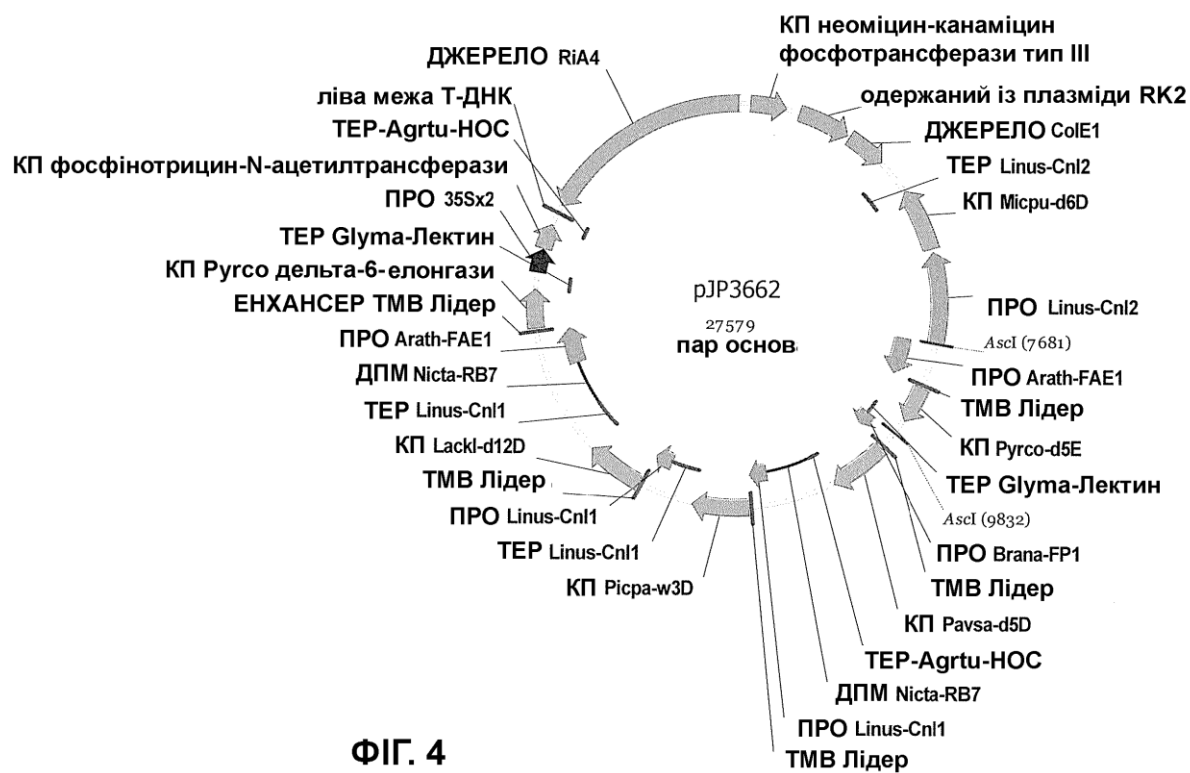 КП неоміцин-канаміцин
фосфотрансферази тип III
ДЖЕРЕЛО RiA4
ліва межа Т-ДНК
ТЕР-Agrtu-НОС
КП фосфінотрицин-N-ацетилтрансферази
ПРО 35Sx2
ТЕР Glyma-Лектин
КП Pyrco дельта-6-елонгази
ЕНХАНСЕР ТМВ Лідер
ПРО Arath-FAE1
ДПМ Nicta-RB7
ТЕР Linus-Cnl1
КП Lackl-d12D
ТМВ Лідер
ПРО Linus-Cnl1
ТЕР Linus-Cnl1
КП Picpa-w3D
одержаний із плазміди RK2
ДЖЕРЕЛО ColE1
ТЕР Linus-Cnl2
КП Micpu-d6D
ПРО Linus-Cnl2
AscI (7681)
ПРО Arath-FAE1
ТМВ Лідер
КП Pyrco-d5E
ТЕР Glyma-Лектин
AscI (9832)
ПРО Brana-FP1
ТМВ Лідер
КП Pavsa-d5D
ТЕР-Agrtu-НОС
ДПМ Nicta-RB7
ПРО Linus-Cnl1
ТМВ Лідер
pJP3662
27579
пар основ
ФІГ. 4